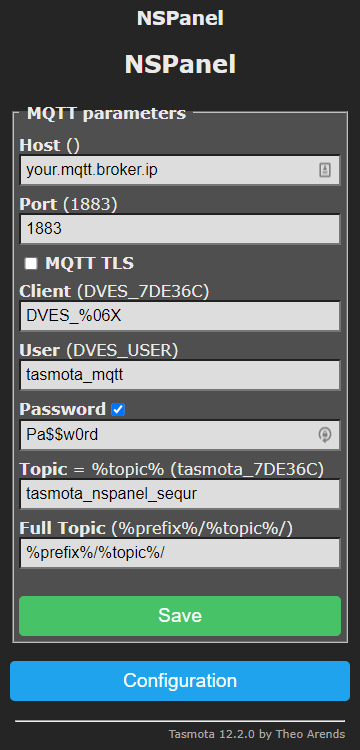 NSPanel
NSPanel
MQTT parameters
Host ()
your.mqtt.broker.ip
Port (1883)
1883
MQTT TLS
Client (DVES_7DE36C)
DVES_%06X
User (DVES_USER)
tasmota_mqtt
Password
Pa$$w0rd
Topic = %topic% (tasmota_7DE36C)
tasmota_nspanel_sequr
Full Topic (%prefix%/%topic%/)
%prefix%/%topic%/
Save
Configuration
Tasmota 12.2.0 by Theo Arends